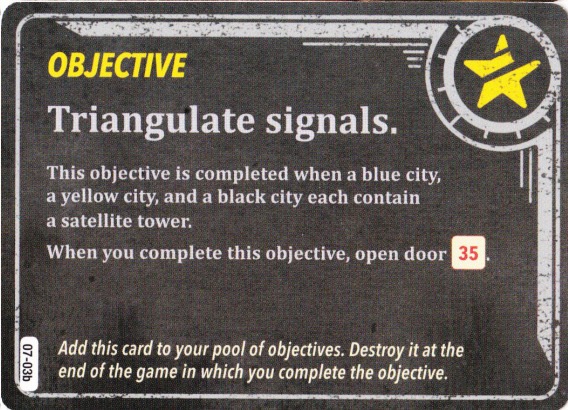 OBJECTIVE
Triangulate signals.
This objective is completed when a blue city,
a yellow city, and a black city each contain
a satellite tower.
When you complete this objective, open door 35.
Add this card to your pool of objectives. Destroy it at the
end of the game in which you complete the objective.
07-03b